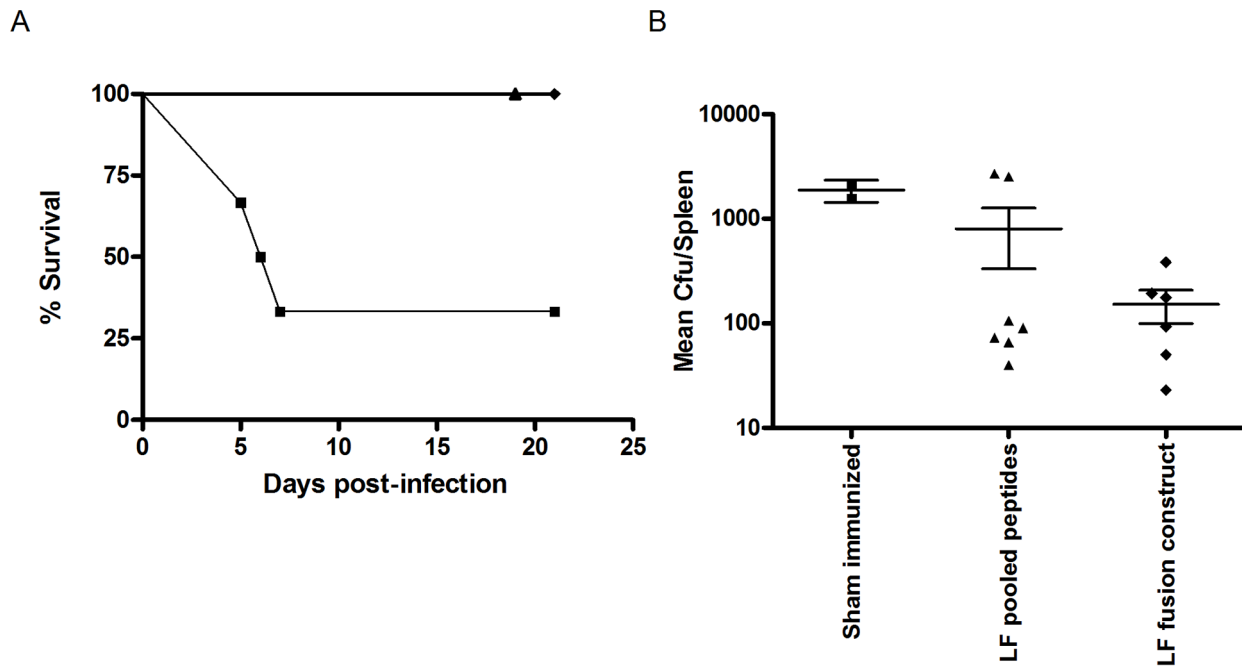 A
100
75
50
25
0
% Survival
0 5 10 15 20 25
Days post-infection
B
10000
1000
100
10
Mean Cfu/Spleen
Sham immunized
LF pooled peptides
LF fusion construct